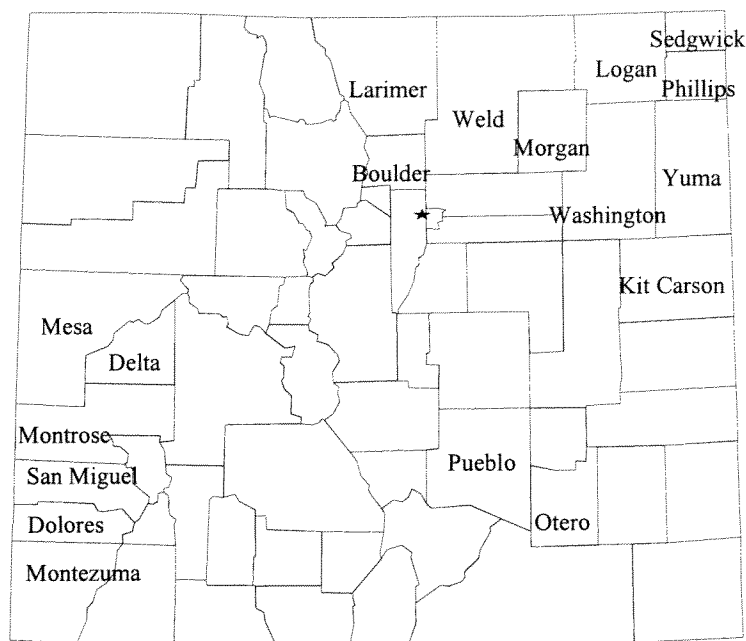 Sedgwick
Logan
Larimer
Phillips
Weld
Morgan
Boulder
Yuma
Washington
Kit Carson
Mesa
Delta
Montrose
Pueblo
San Miguel
Otero
Dolores
Montezuma